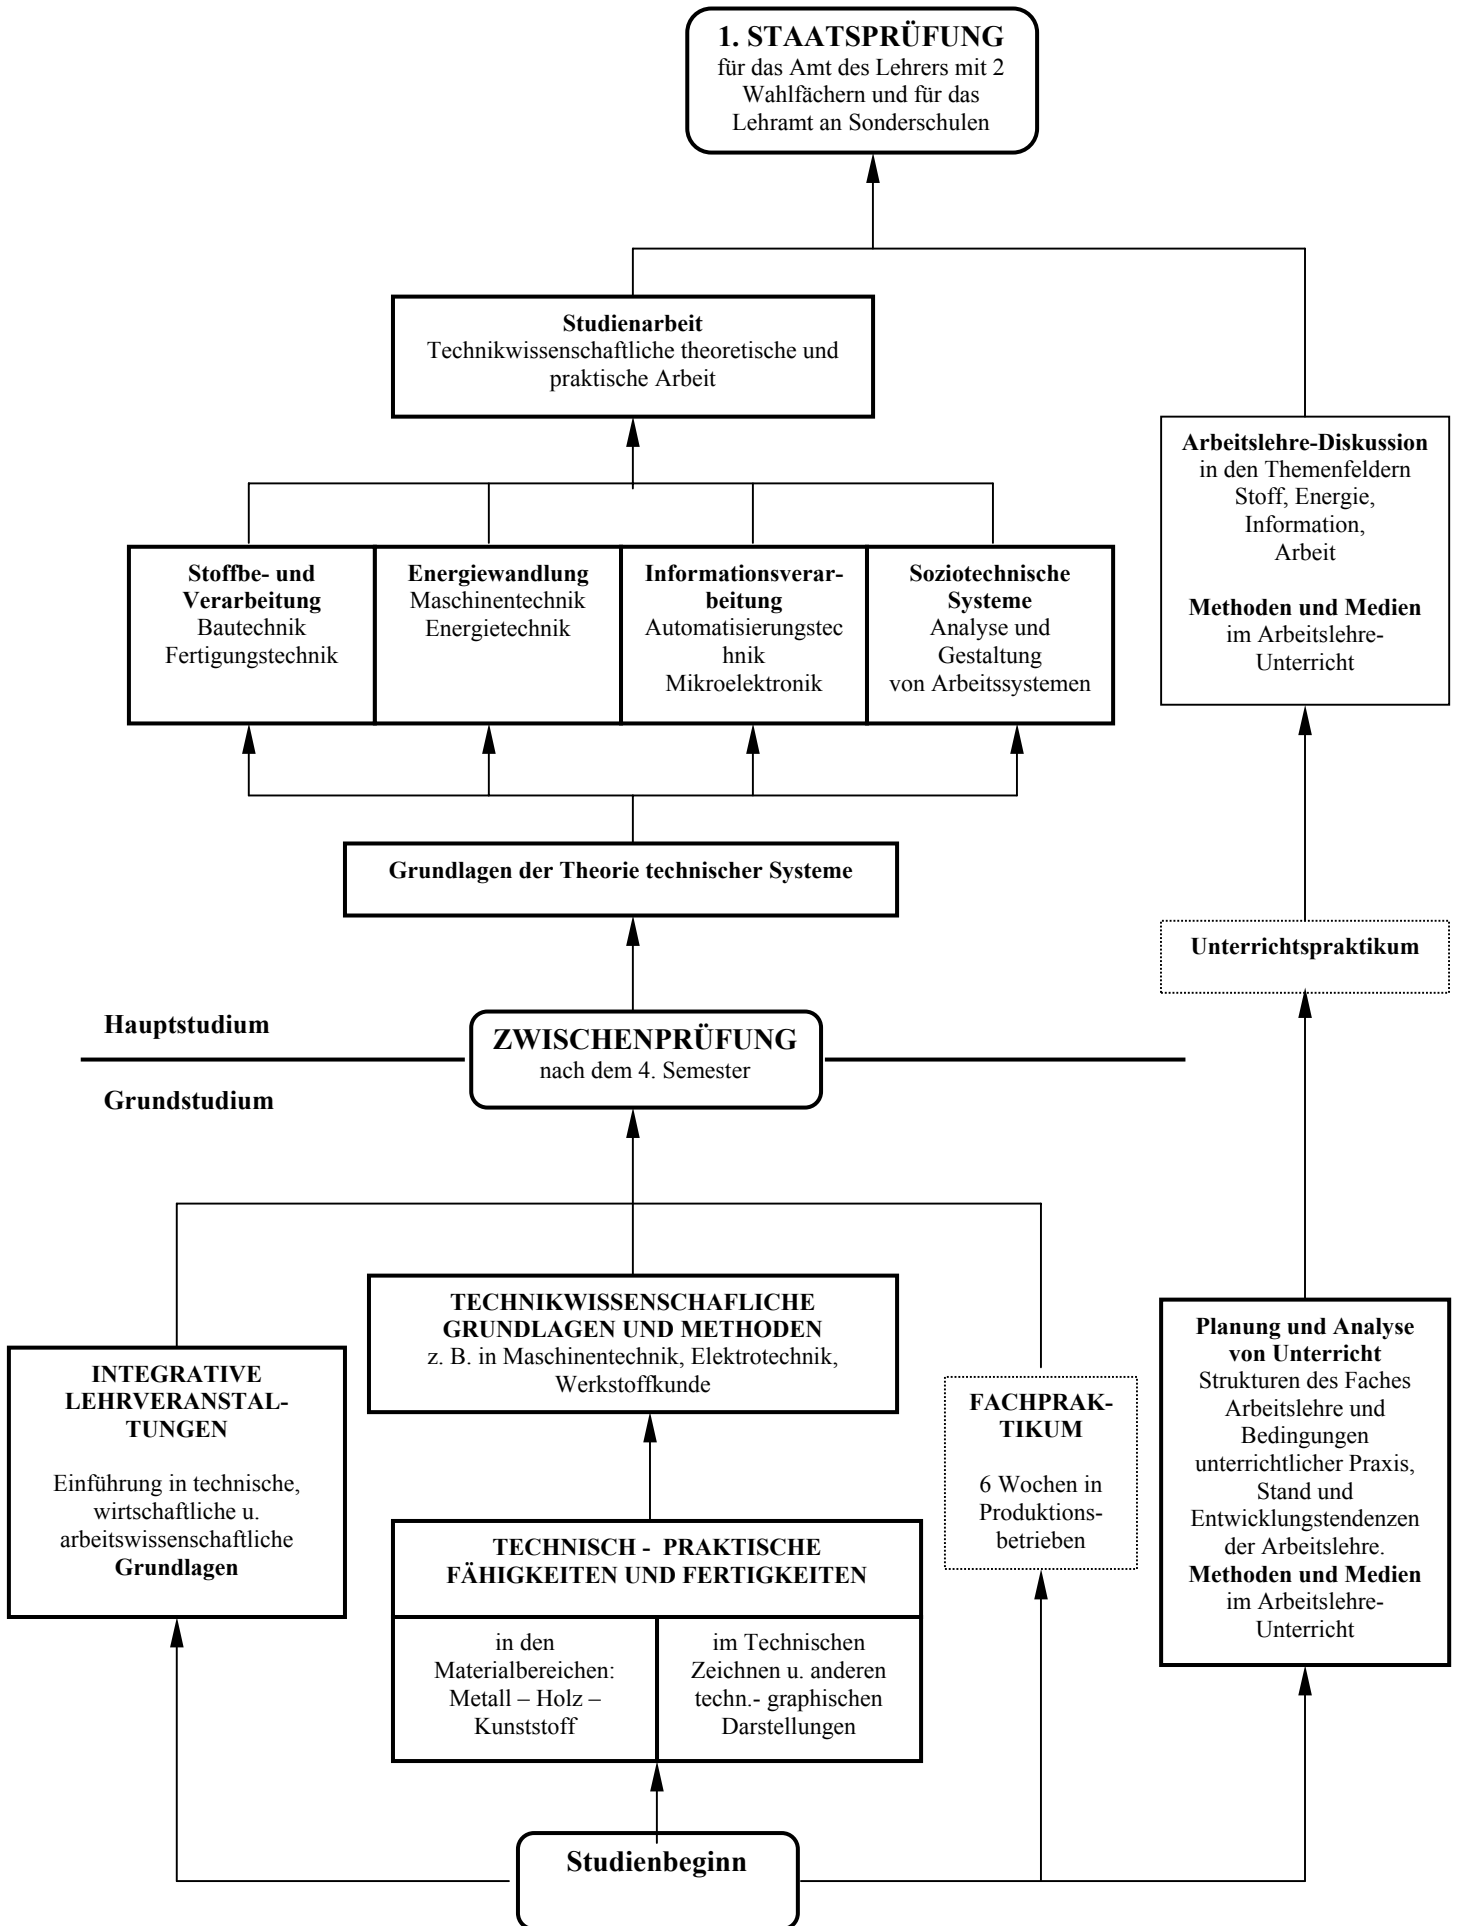 1. STAATSPRÜFUNG
für das Amt des Lehrers mit 2
Wahlfächern und für das
Lehramt an Sonderschulen
Studienarbeit
Technikwissenschaftliche theoretische und
praktische Arbeit
Arbeitslehre-Diskussion
in den Themenfeldern
Stoff, Energie,
Information,
Arbeit
Methoden und Medien
im Arbeitslehre-
Unterricht
Stoffbe- und
Verarbeitung
Bautechnik
Fertigungstechnik
Energiewandlung
Maschinentechnik
Energietechnik
Informationsverar-
beitung
Automatisierungstec
hnik
Mikroelektronik
Soziotechnische
Systeme
Analyse und
Gestaltung
von Arbeitssystemen
Grundlagen der Theorie technischer Systeme
Unterrichtspraktikum
Hauptstudium
ZWISCHENPRÜFUNG
nach dem 4. Semester
Grundstudium
TECHNIKWISSENSCHAFLICHE
GRUNDLAGEN UND METHODEN
z. B. in Maschinentechnik, Elektrotechnik,
Werkstoffkunde
INTEGRATIVE
LEHRVERANSTAL-
TUNGEN
Einführung in technische,
wirtschaftliche u.
arbeitswissenschaftliche
Grundlagen
FACHPRAK-
TIKUM
6 Wochen in
Produktions-
betrieben
Planung und Analyse
von Unterricht
Strukturen des Faches
Arbeitslehre und
Bedingungen
unterrichtlicher Praxis,
Stand und
Entwicklungstendenzen
der Arbeitslehre.
Methoden und Medien
im Arbeitslehre-
Unterricht
TECHNISCH - PRAKTISCHE
FÄHIGKEITEN UND FERTIGKEITEN
in den
Materialbereichen:
Metall – Holz –
Kunststoff
im Technischen
Zeichnen u. anderen
techn.- graphischen
Darstellungen
Studienbeginn